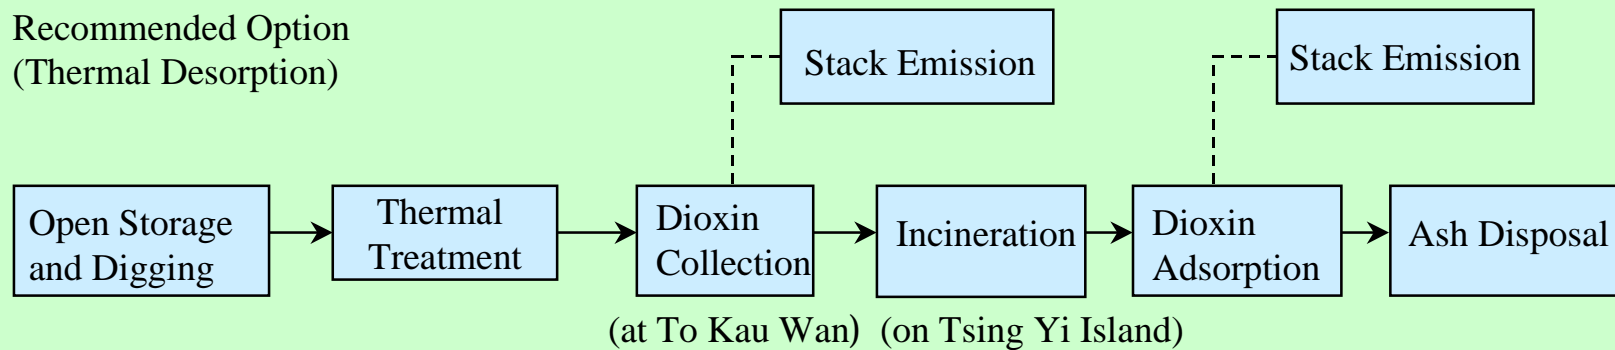 Recommended Option
(Thermal Desorption)
Stack Emission
Stack Emission
Open Storage
and Digging
Thermal
Treatment
Dioxin
Collection
Incineration
Dioxin
Adsorption
Ash Disposal
(at To Kau Wan)
(on Tsing Yi Island)